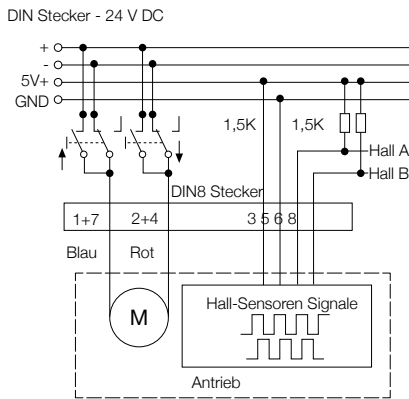 DIN Stecker - 24 V DC
+
-
5V+
GND
1,5K 1,5K
Hall A
Hall B
DIN8 Stecker
1+7 2+4 3 5 6 8
Blau Rot
M
Hall-Sensoren Signale
Antrieb